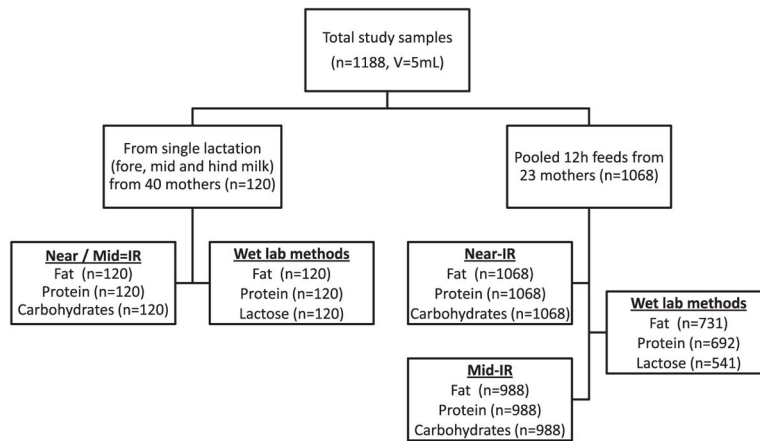 Total study samples
(n=1188, V=5mL)
From single lactation
(fore, mid and hind milk)
from 40 mothers (n=120)
Pooled 12h feeds from
23 mothers (n=1068)
Near / Mid=IR
Fat (n=120)
Protein (n=120)
Carbohydrates (n=120)
Wet lab methods
Fat (n=120)
Protein (n=120)
Lactose (n=120)
Near-IR
Fat (n=1068)
Protein (n=1068)
Carbohydrates (n=1068)
Wet lab methods
Fat (n=731)
Protein (n=692)
Lactose (n=541)
Mid-IR
Fat (n=988)
Protein (n=988)
Carbohydrates (n=988)